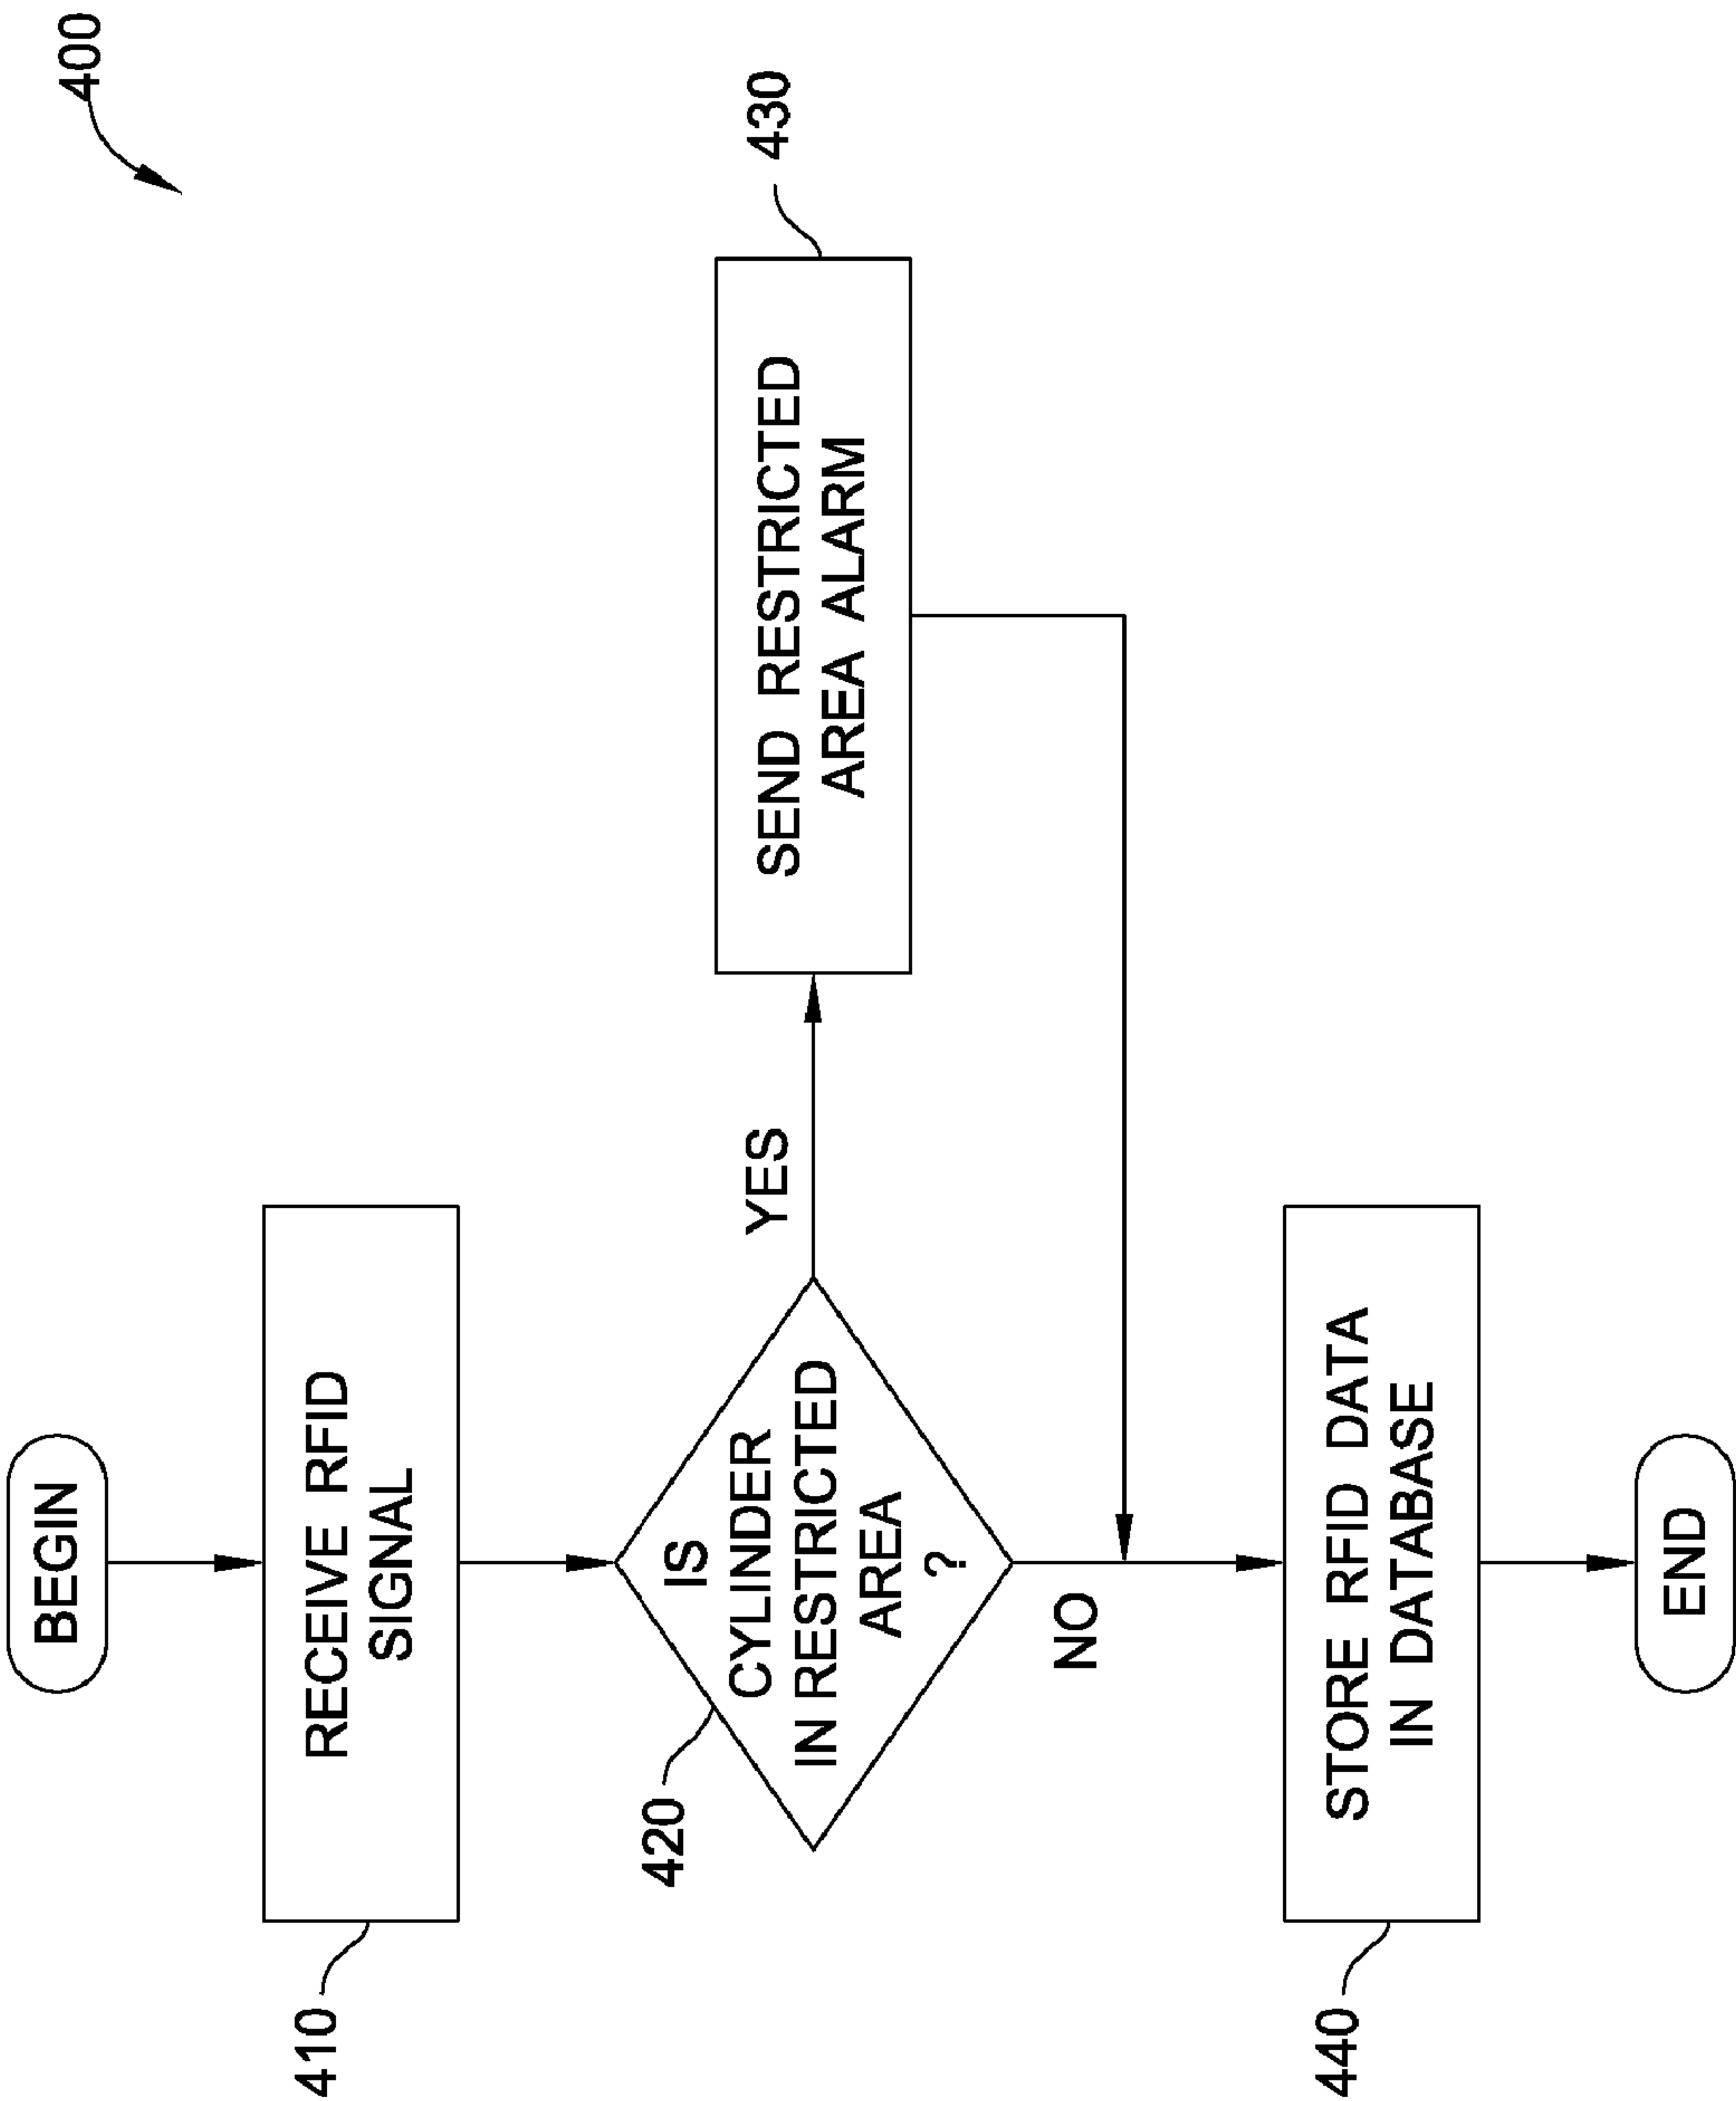 400
BEGIN
410
RECEIVE RFID
SIGNAL
420
IS
CYLINDER
IN RESTRICTED
AREA
?
YES
430
SEND RESTRICTED
AREA ALARM
NO
440
STORE RFID DATA
IN DATABASE
END